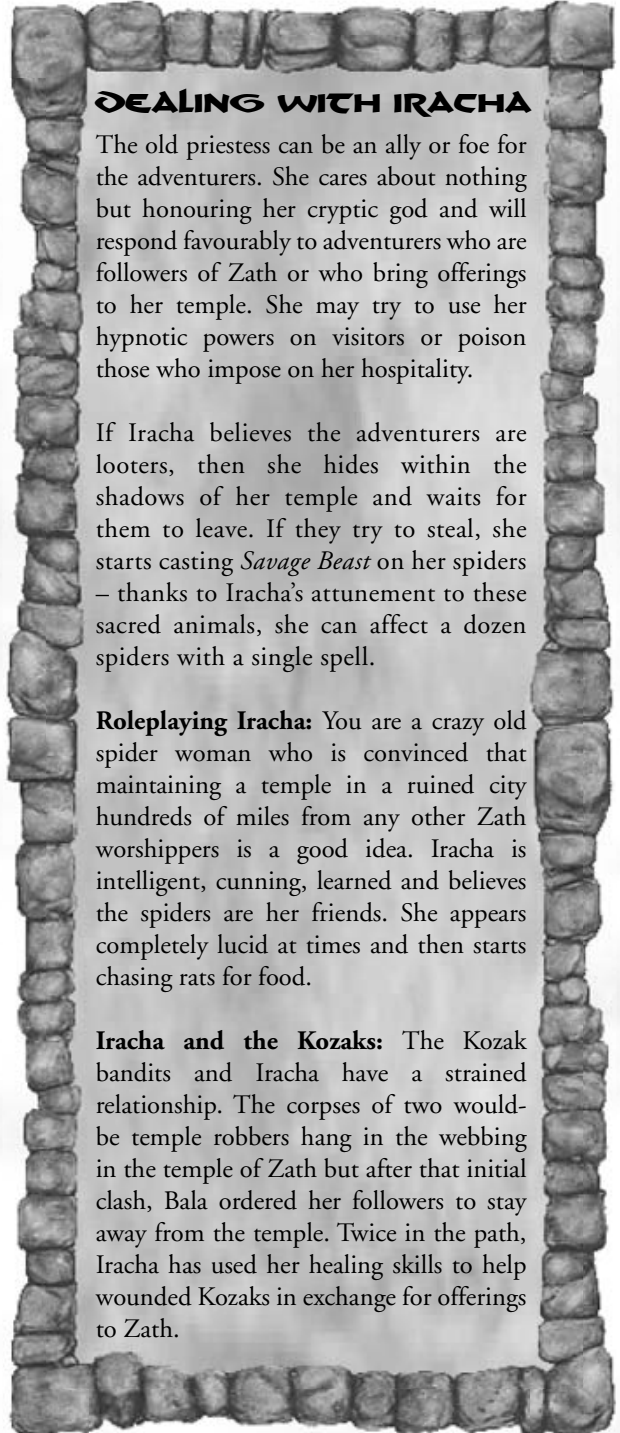 DEALING WITH IRACHA
The old priestess can be an ally or foe for
the adventurers. She cares about nothing
but honouring her cryptic god and will
respond favourably to adventurers who are
followers of Zath or who bring offerings
to her temple. She may try to use her
hypnotic powers on visitors or poison
those who impose on her hospitality.
If Iracha believes the adventurers are
looters, then she hides within the
shadows of her temple and waits for
them to leave. If they try to steal, she
starts casting Savage Beast on her spiders
– thanks to Iracha's attunement to these
sacred animals, she can affect a dozen
spiders with a single spell.
Roleplaying Iracha: You are a crazy old
spider woman who is convinced that
maintaining a temple in a ruined city
hundreds of miles from any other Zath
worshippers is a good idea. Iracha is
intelligent, cunning, learned and believes
the spiders are her friends. She appears
completely lucid at times and then starts
chasing rats for food.
Iracha and the Kozaks: The Kozak
bandits and Iracha have a strained
relationship. The corpses of two would-
be temple robbers hang in the webbing
in the temple of Zath but after that initial
clash, Bala ordered her followers to stay
away from the temple. Twice in the path,
Iracha has used her healing skills to help
wounded Kozaks in exchange for offerings
to Zath.